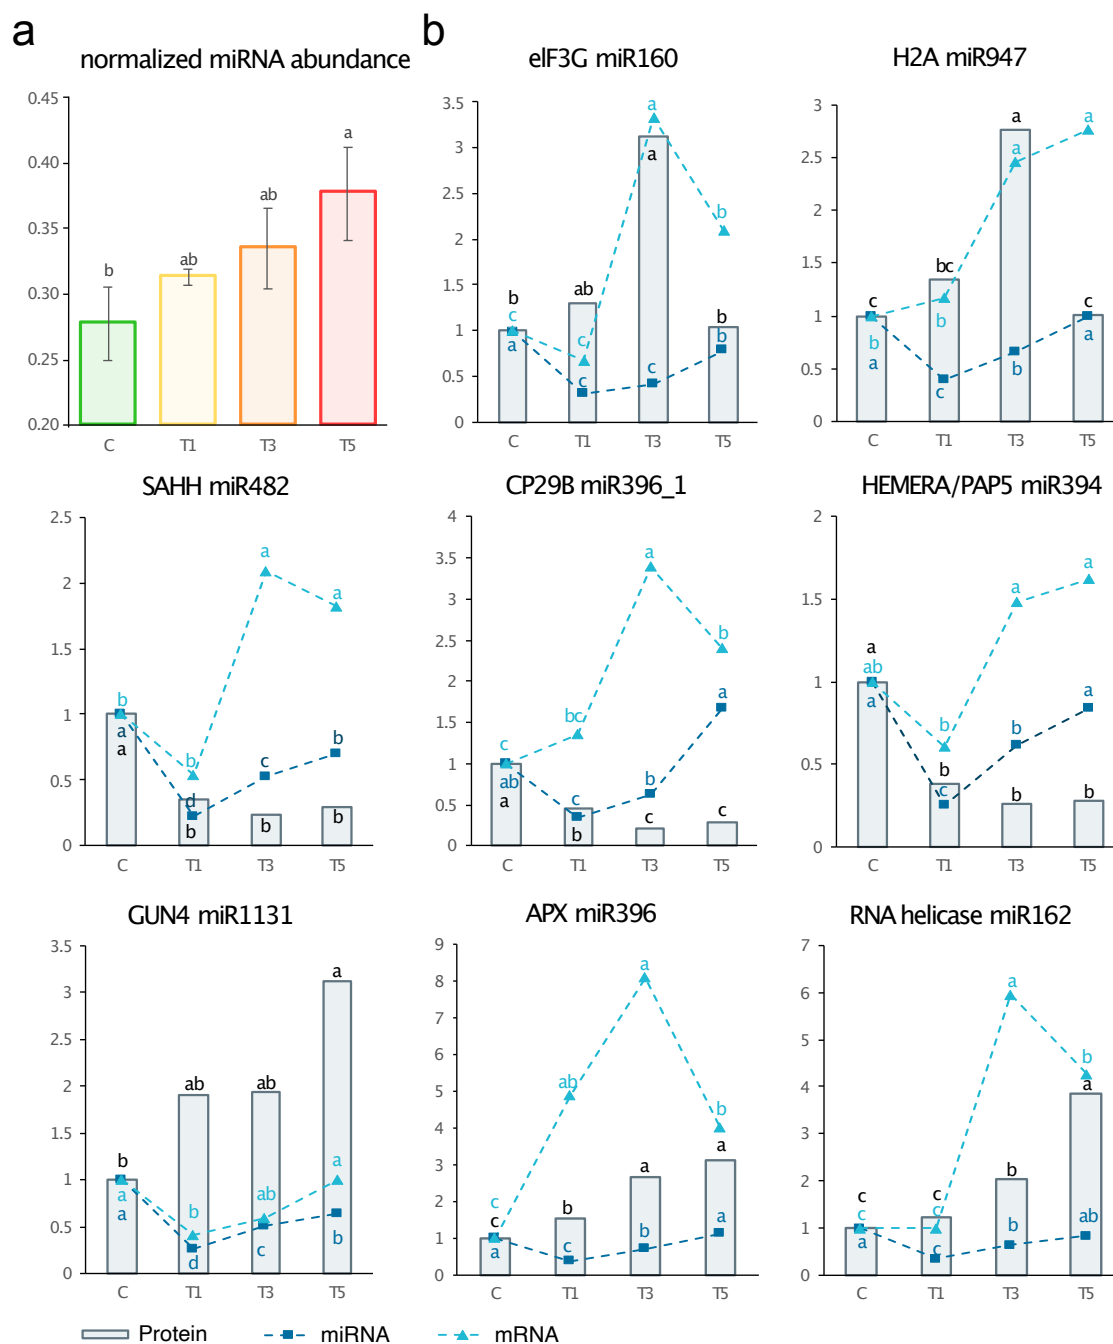 a
b
normalized miRNA abundance
0.45
0.40
0.35
0.30
0.25
0.20
b
ab
ab
a
C
T1
T3
T5
eIF3G miR160
3.5
3
2.5
2
1.5
1
0.5
0
b
c
a
ab
c
c
a
a
c
b
b
b
C
T1
T3
T5
H2A miR947
3
2.5
2
1.5
1
0.5
0
c
b
a
bc
b
c
a
a
b
a
c
a
C
T1
T3
T5
SAHH miR482
2.5
2
1.5
1
0.5
0
b
a
a
b
d
b
a
c
b
a
b
b
C
T1
T3
T5
CP29B miR396_1
4
3.5
3
2.5
2
1.5
1
0.5
0
c
ab
a
bc
c
b
a
b
c
b
a
c
C
T1
T3
T5
HEMERA/PAP5 miR394
2
1.5
1
0.5
0
a
ab
a
b
b
c
a
b
b
a
a
b
C
T1
T3
T5
GUN4 miR1131
3.5
3
2.5
2
1.5
1
0.5
0
b
a
a
ab
b
d
ab
ab
c
a
a
b
C
T1
T3
T5
APX miR396
9
8
7
6
5
4
3
2
1
0
c
c
a
ab
b
c
a
a
b
b
a
a
C
T1
T3
T5
RNA helicase miR162
7
6
5
4
3
2
1
0
c
c
a
c
c
c
a
b
b
b
a
ab
C
T1
T3
T5
Protein
miRNA
mRNA